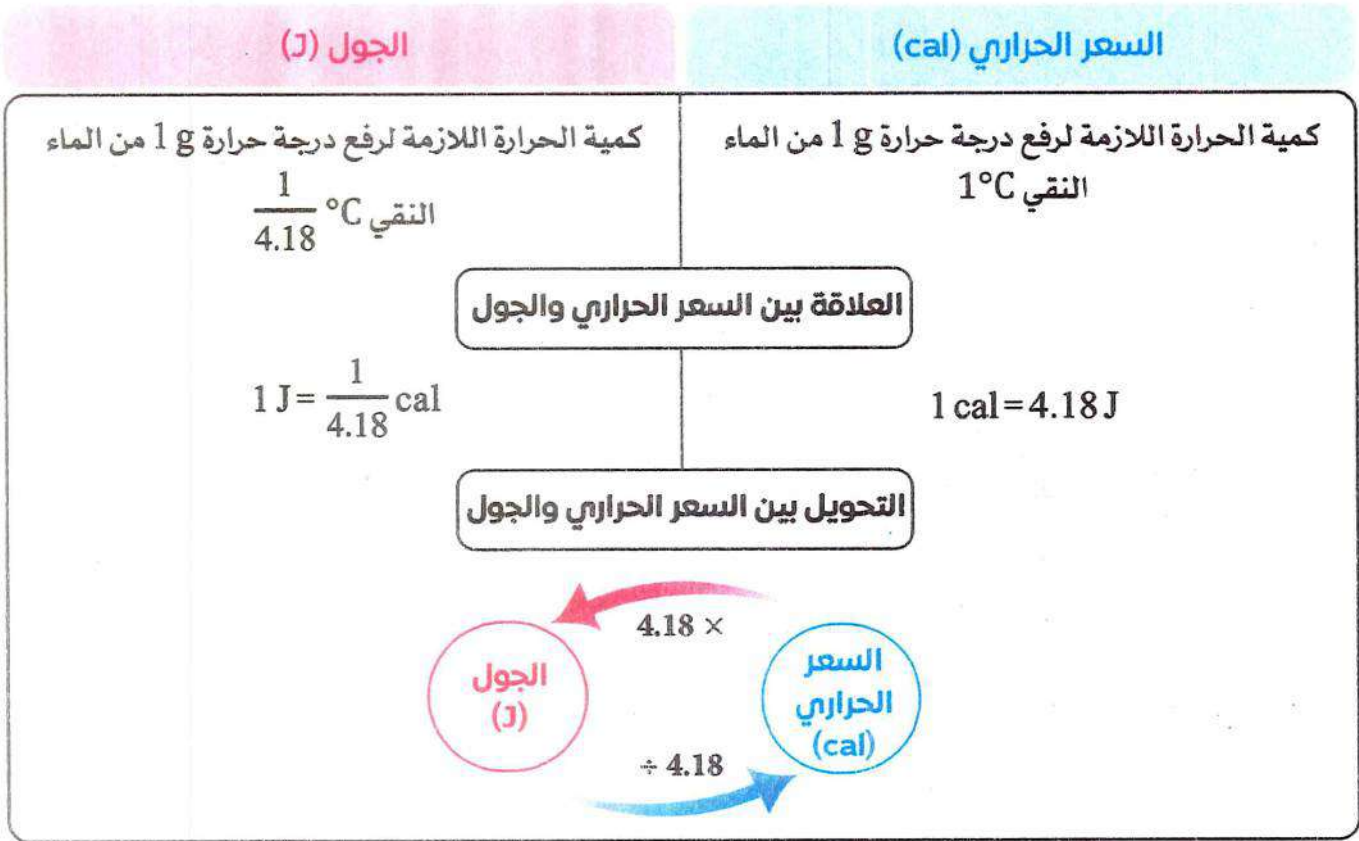 السعر الحراري (cal)
الجول (J)
كمية الحرارة اللازمة لرفع درجة حرارة 1 g من الماء
النقي 1°C
كمية الحرارة اللازمة لرفع درجة حرارة 1 g من الماء
النقي 1/4.18 °C
العلاقة بين السعر الحراري والجول
1 cal = 4.18 J
1 J = 1/4.18 cal
التحويل بين السعر الحراري والجول
4.18 ×
السعر
الحراري
(cal)
الجول
(J)
÷ 4.18